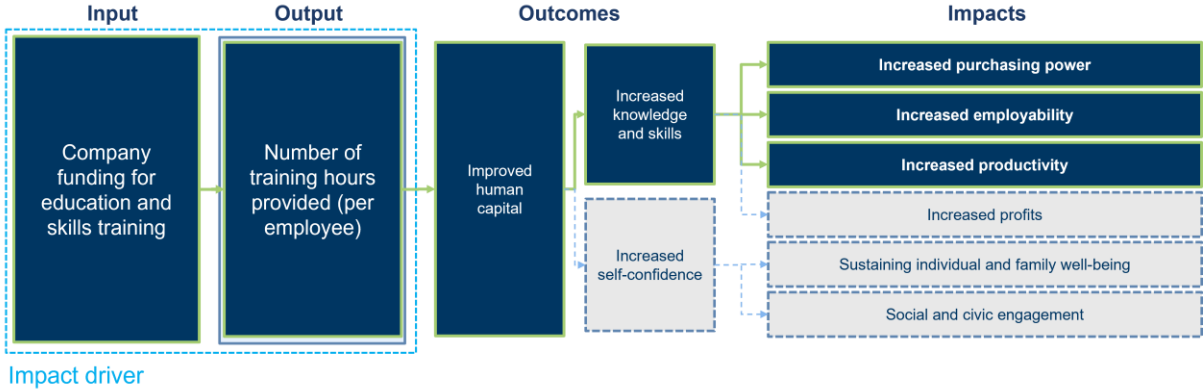 Input
Output
Outcomes
Impacts
Company
funding for
education and
skills training
Number of
training hours
provided (per
employee)
Improved
human
capital
Increased
knowledge
and skills
Increased
self-confidence
Increased purchasing power
Increased employability
Increased productivity
Increased profits
Sustaining individual and family well-being
Social and civic engagement
Impact driver